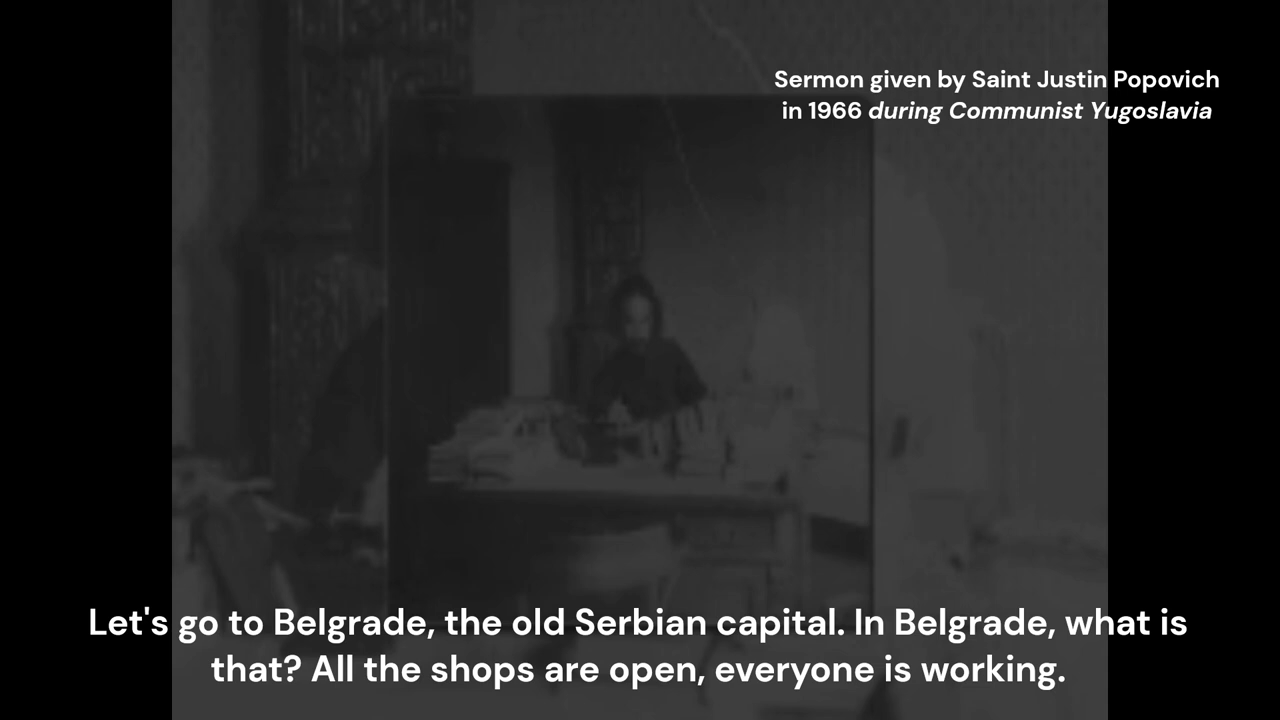 Sermon given by Saint Justin Popovich
in 1966 during Communist Yugoslavia
Let's go to Belgrade, the old Serbian capital. In Belgrade, what is
that? All the shops are open, everyone is working.